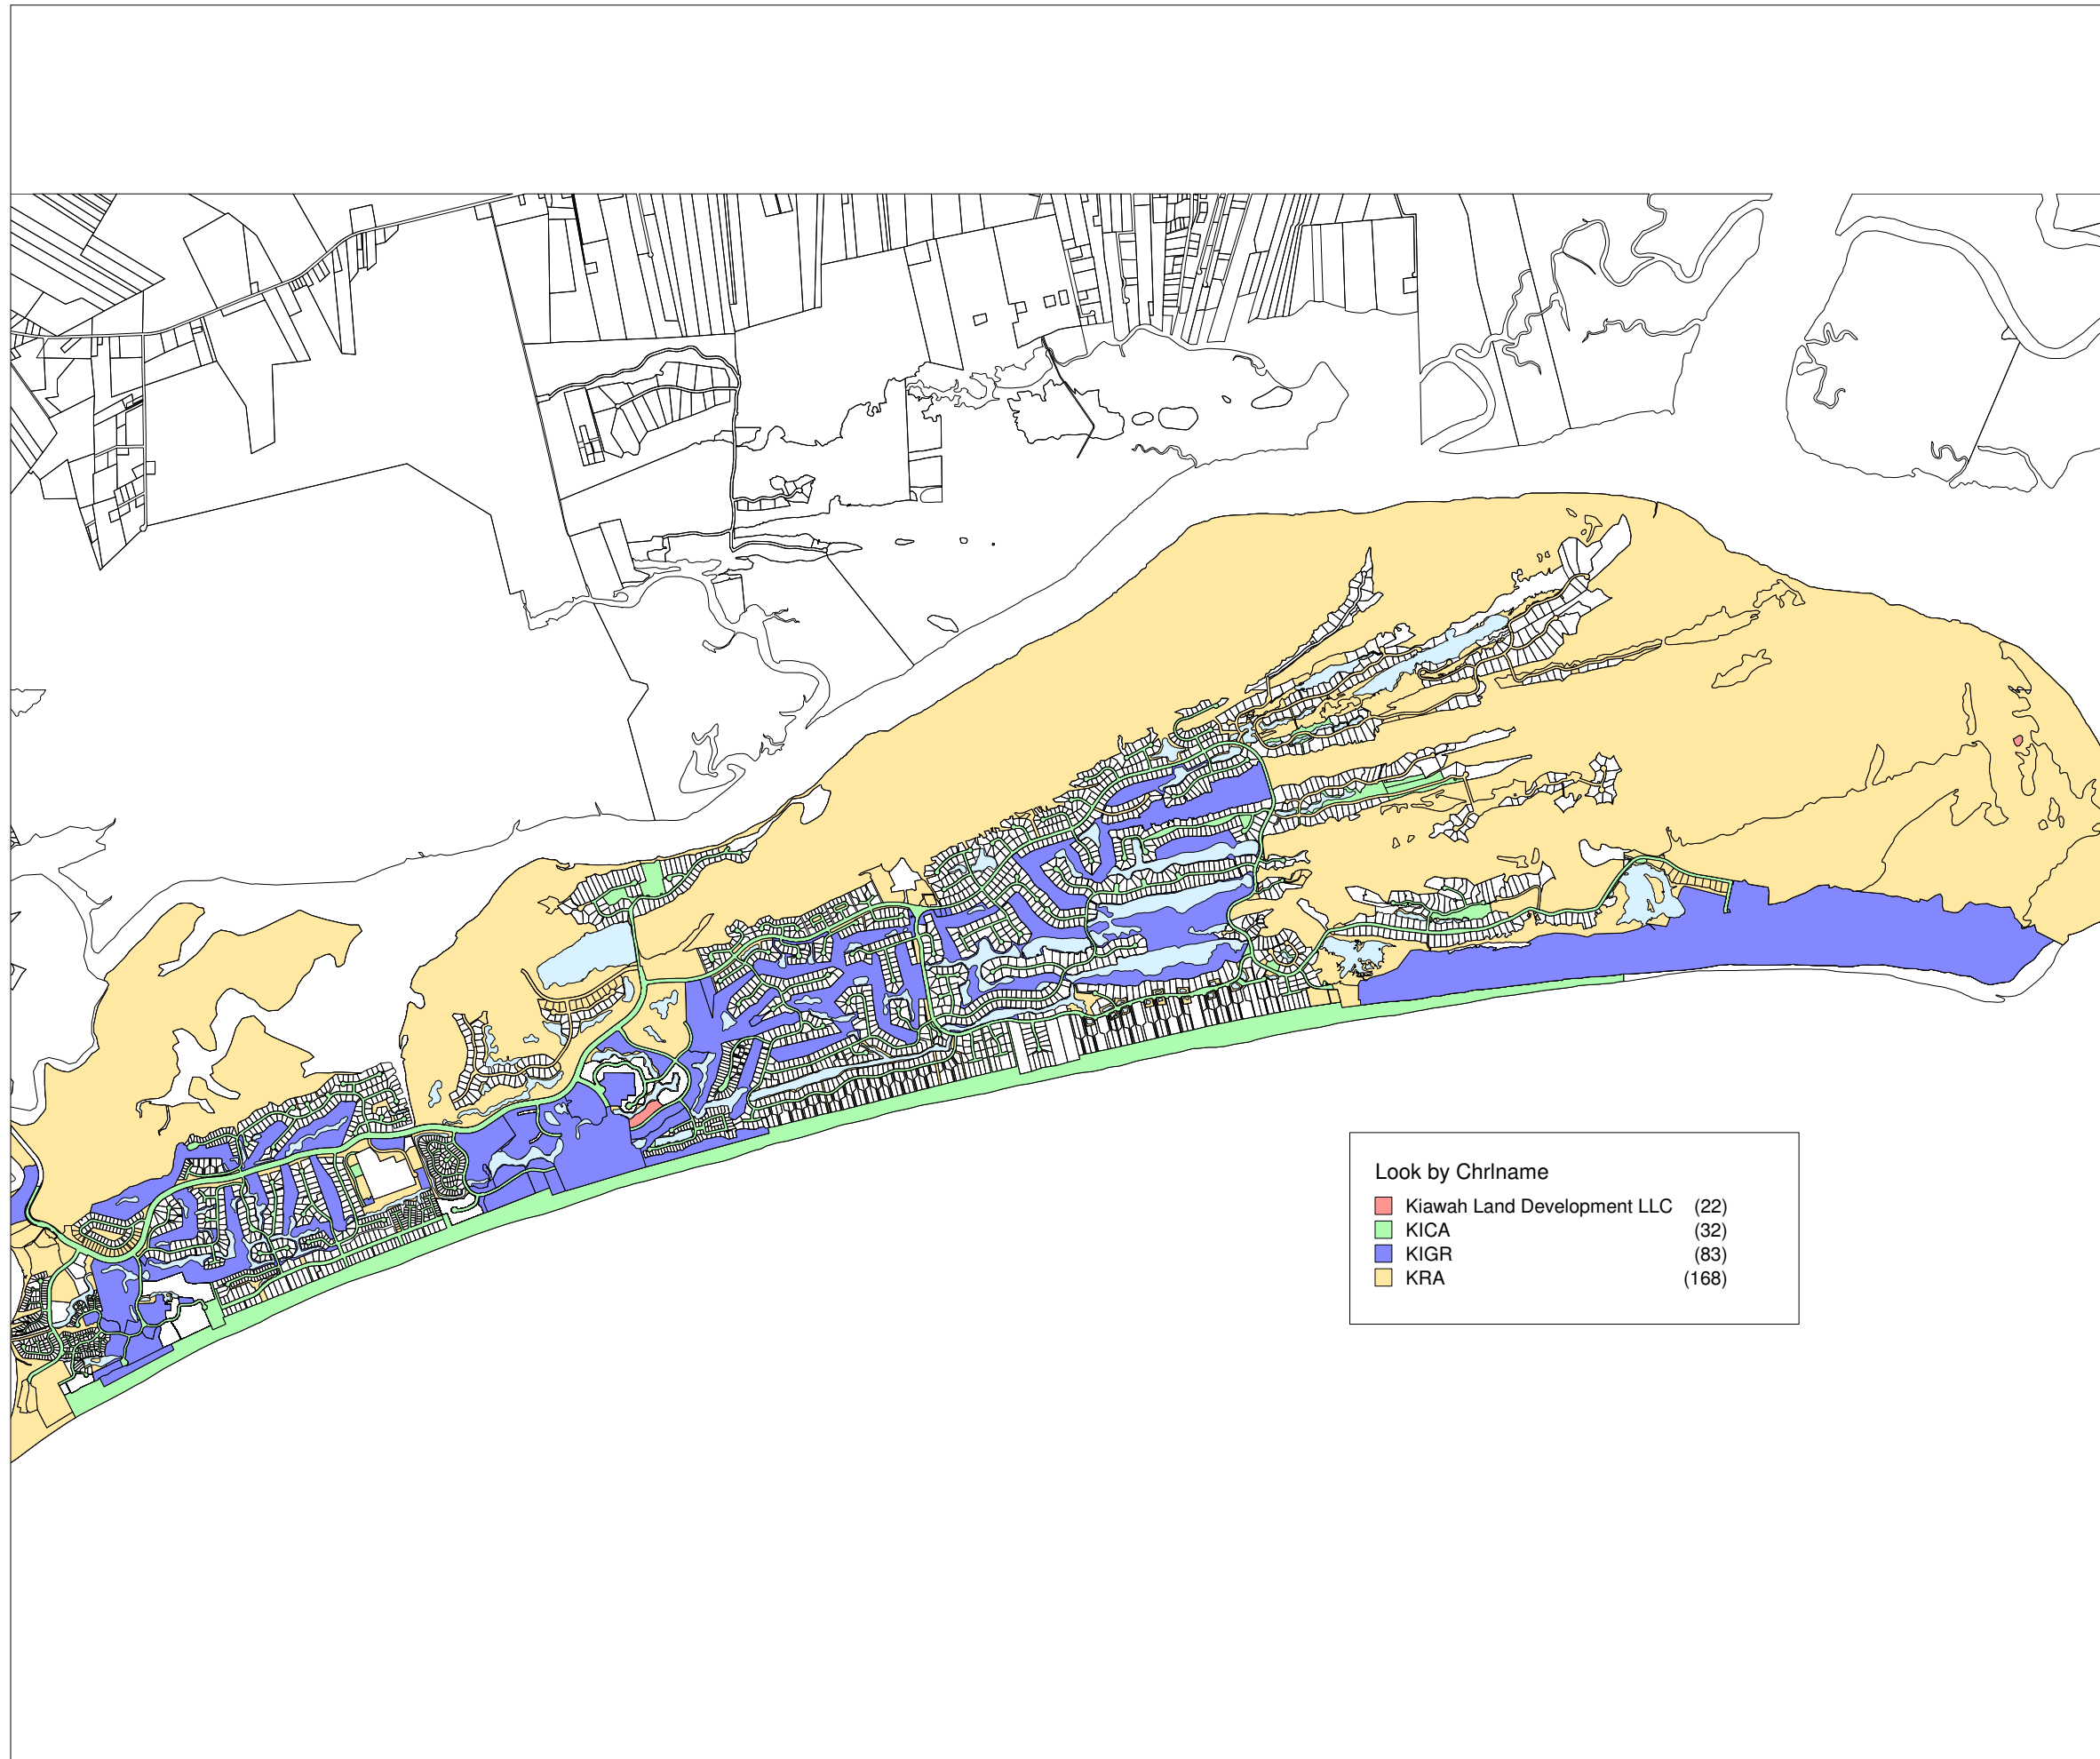 Look by Chrlname
Kiawah Land Development LLC (22)
KICA (32)
KIGR (83)
KRA (168)